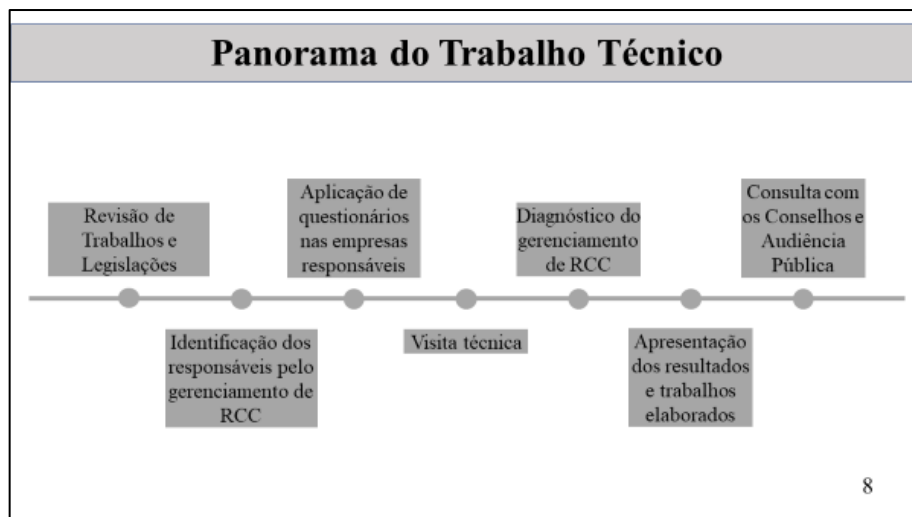 Panorama do Trabalho Técnico
Revisão de
Trabalhos e
Legislações
Identificação dos
responsáveis pelo
gerenciamento de
RCC
Aplicação de
questionários
nas empresas
responsáveis
Visita técnica
Diagnóstico do
gerenciamento
de RCC
Apresentação
dos resultados
e trabalhos
elaborados
Consulta com
os Conselhos e
Audiência
Pública
8